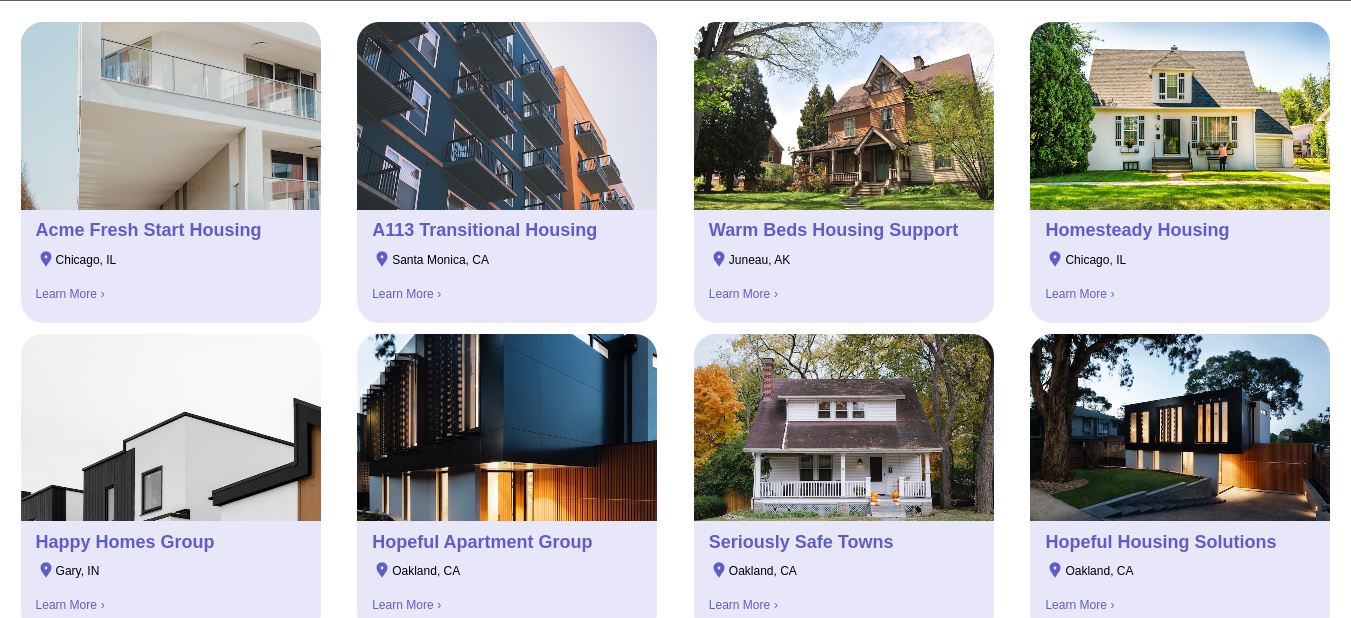 Acme Fresh Start Housing
Chicago, IL
Learn More ›
A113 Transitional Housing
Santa Monica, CA
Learn More ›
Warm Beds Housing Support
Juneau, AK
Learn More ›
Homesteady Housing
Chicago, IL
Learn More ›
Happy Homes Group
Gary, IN
Learn More ›
Hopeful Apartment Group
Oakland, CA
Learn More ›
Seriously Safe Towns
Oakland, CA
Learn More ›
Hopeful Housing Solutions
Oakland, CA
Learn More ›